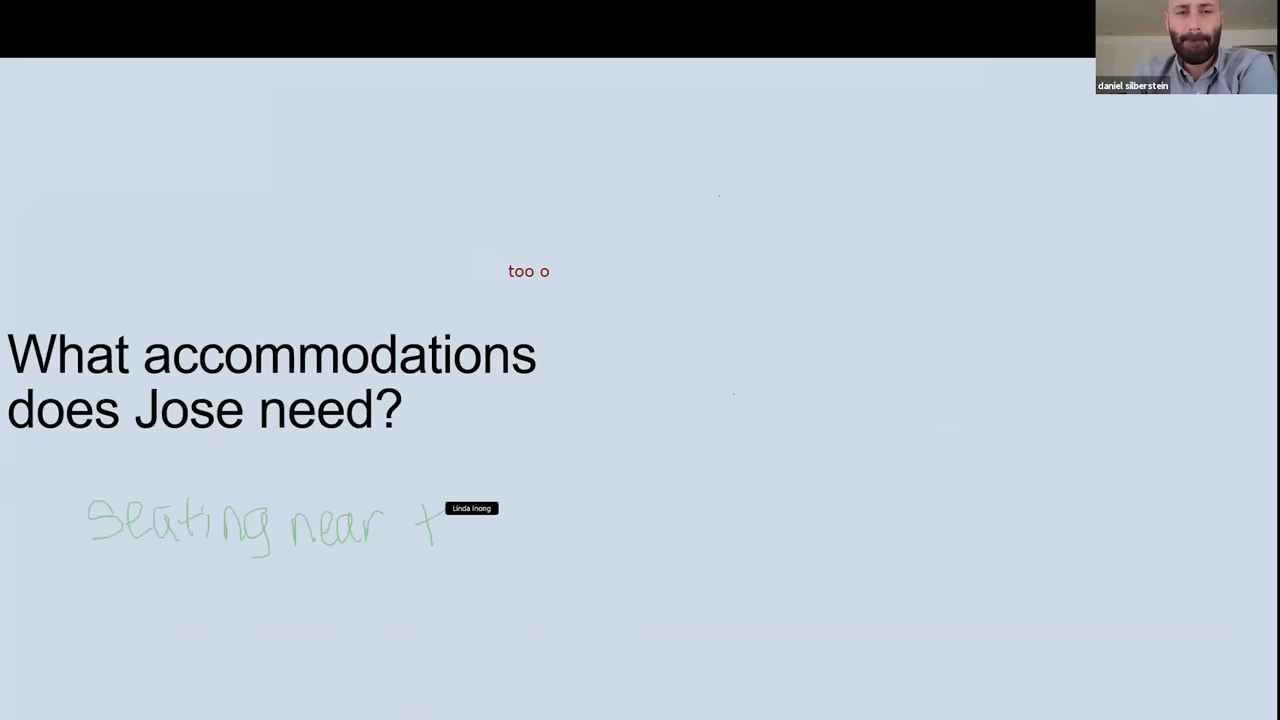 daniel silberstein
too o
What accommodations
does Jose need?
Linda Inong
seating near t